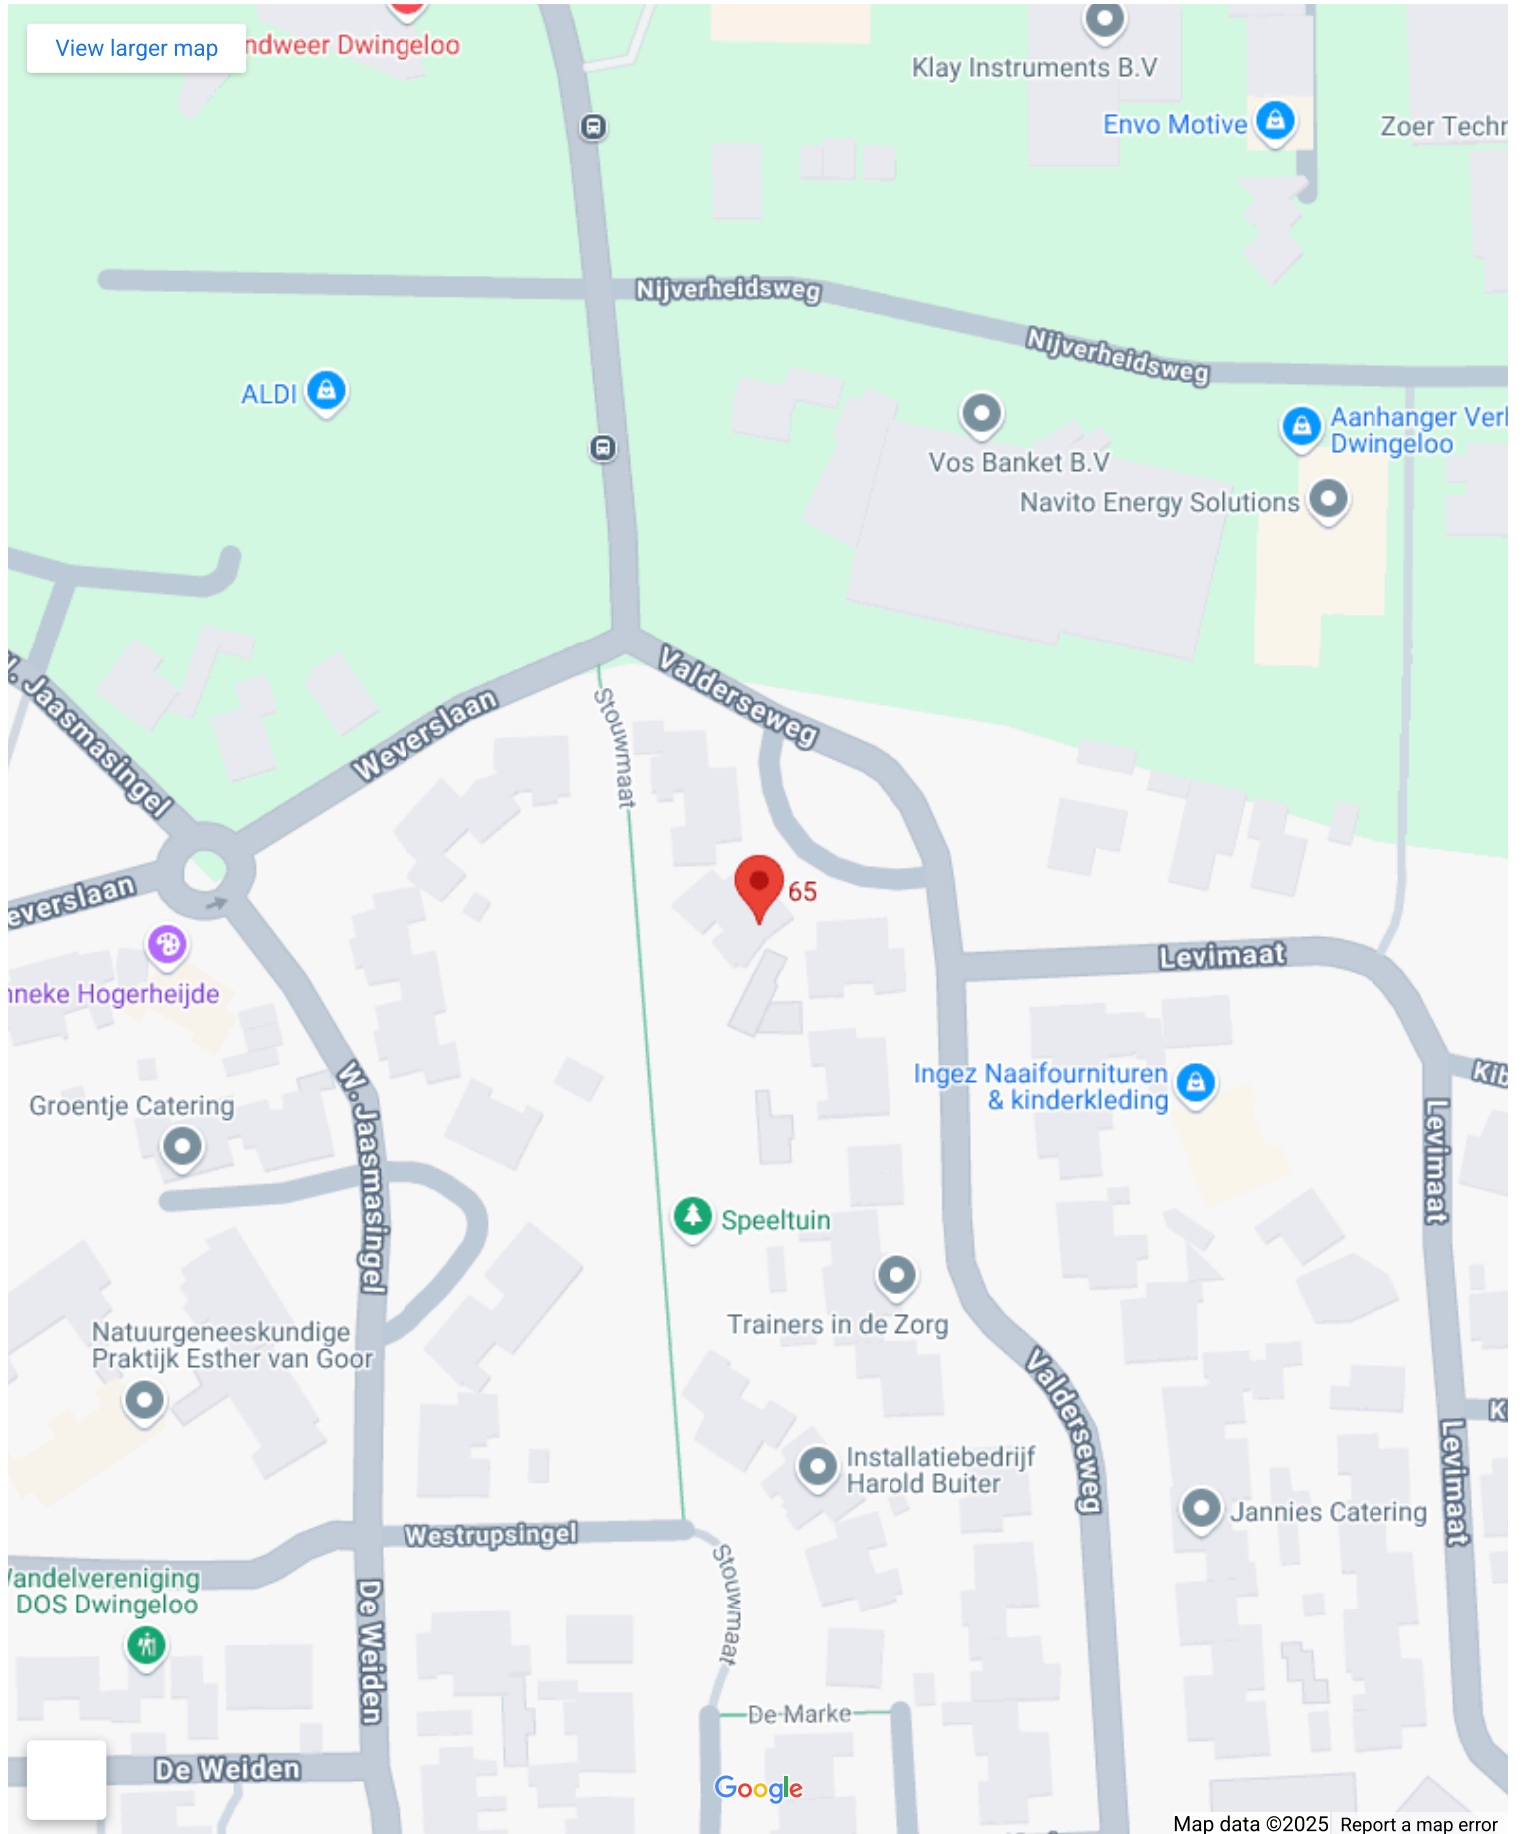 View larger map
ndweer Dwingeloo
Klay Instruments B.V
Envo Motive
Zoer Techn
Nijverheidsweg
Nijverheidsweg
ALDI
Aanhanger Verl
Dwingeloo
Vos Banket B.V
Navito Energy Solutions
Valderseweg
W. Jaasmasingel
Stouwmaat
Weverslaan
everslaan
65
Levimaat
nneke Hogerheijde
Ingez Naaifournituren
& kinderkleding
Kib
Groentje Catering
W. Jaasmasingel
Levimaat
Speeltuin
Trainers in de Zorg
Natuurgeneeskundige
Praktijk Esther van Goor
Valderseweg
K
Installatiebedrijf
Harold Buiter
Levimaat
Jannies Catering
Westrupsingel
Stouwmaat
Wandelvereniging
DOS Dwingeloo
De Weiden
De Marke
De Weiden
Google
Map data ©2025
Report a map error